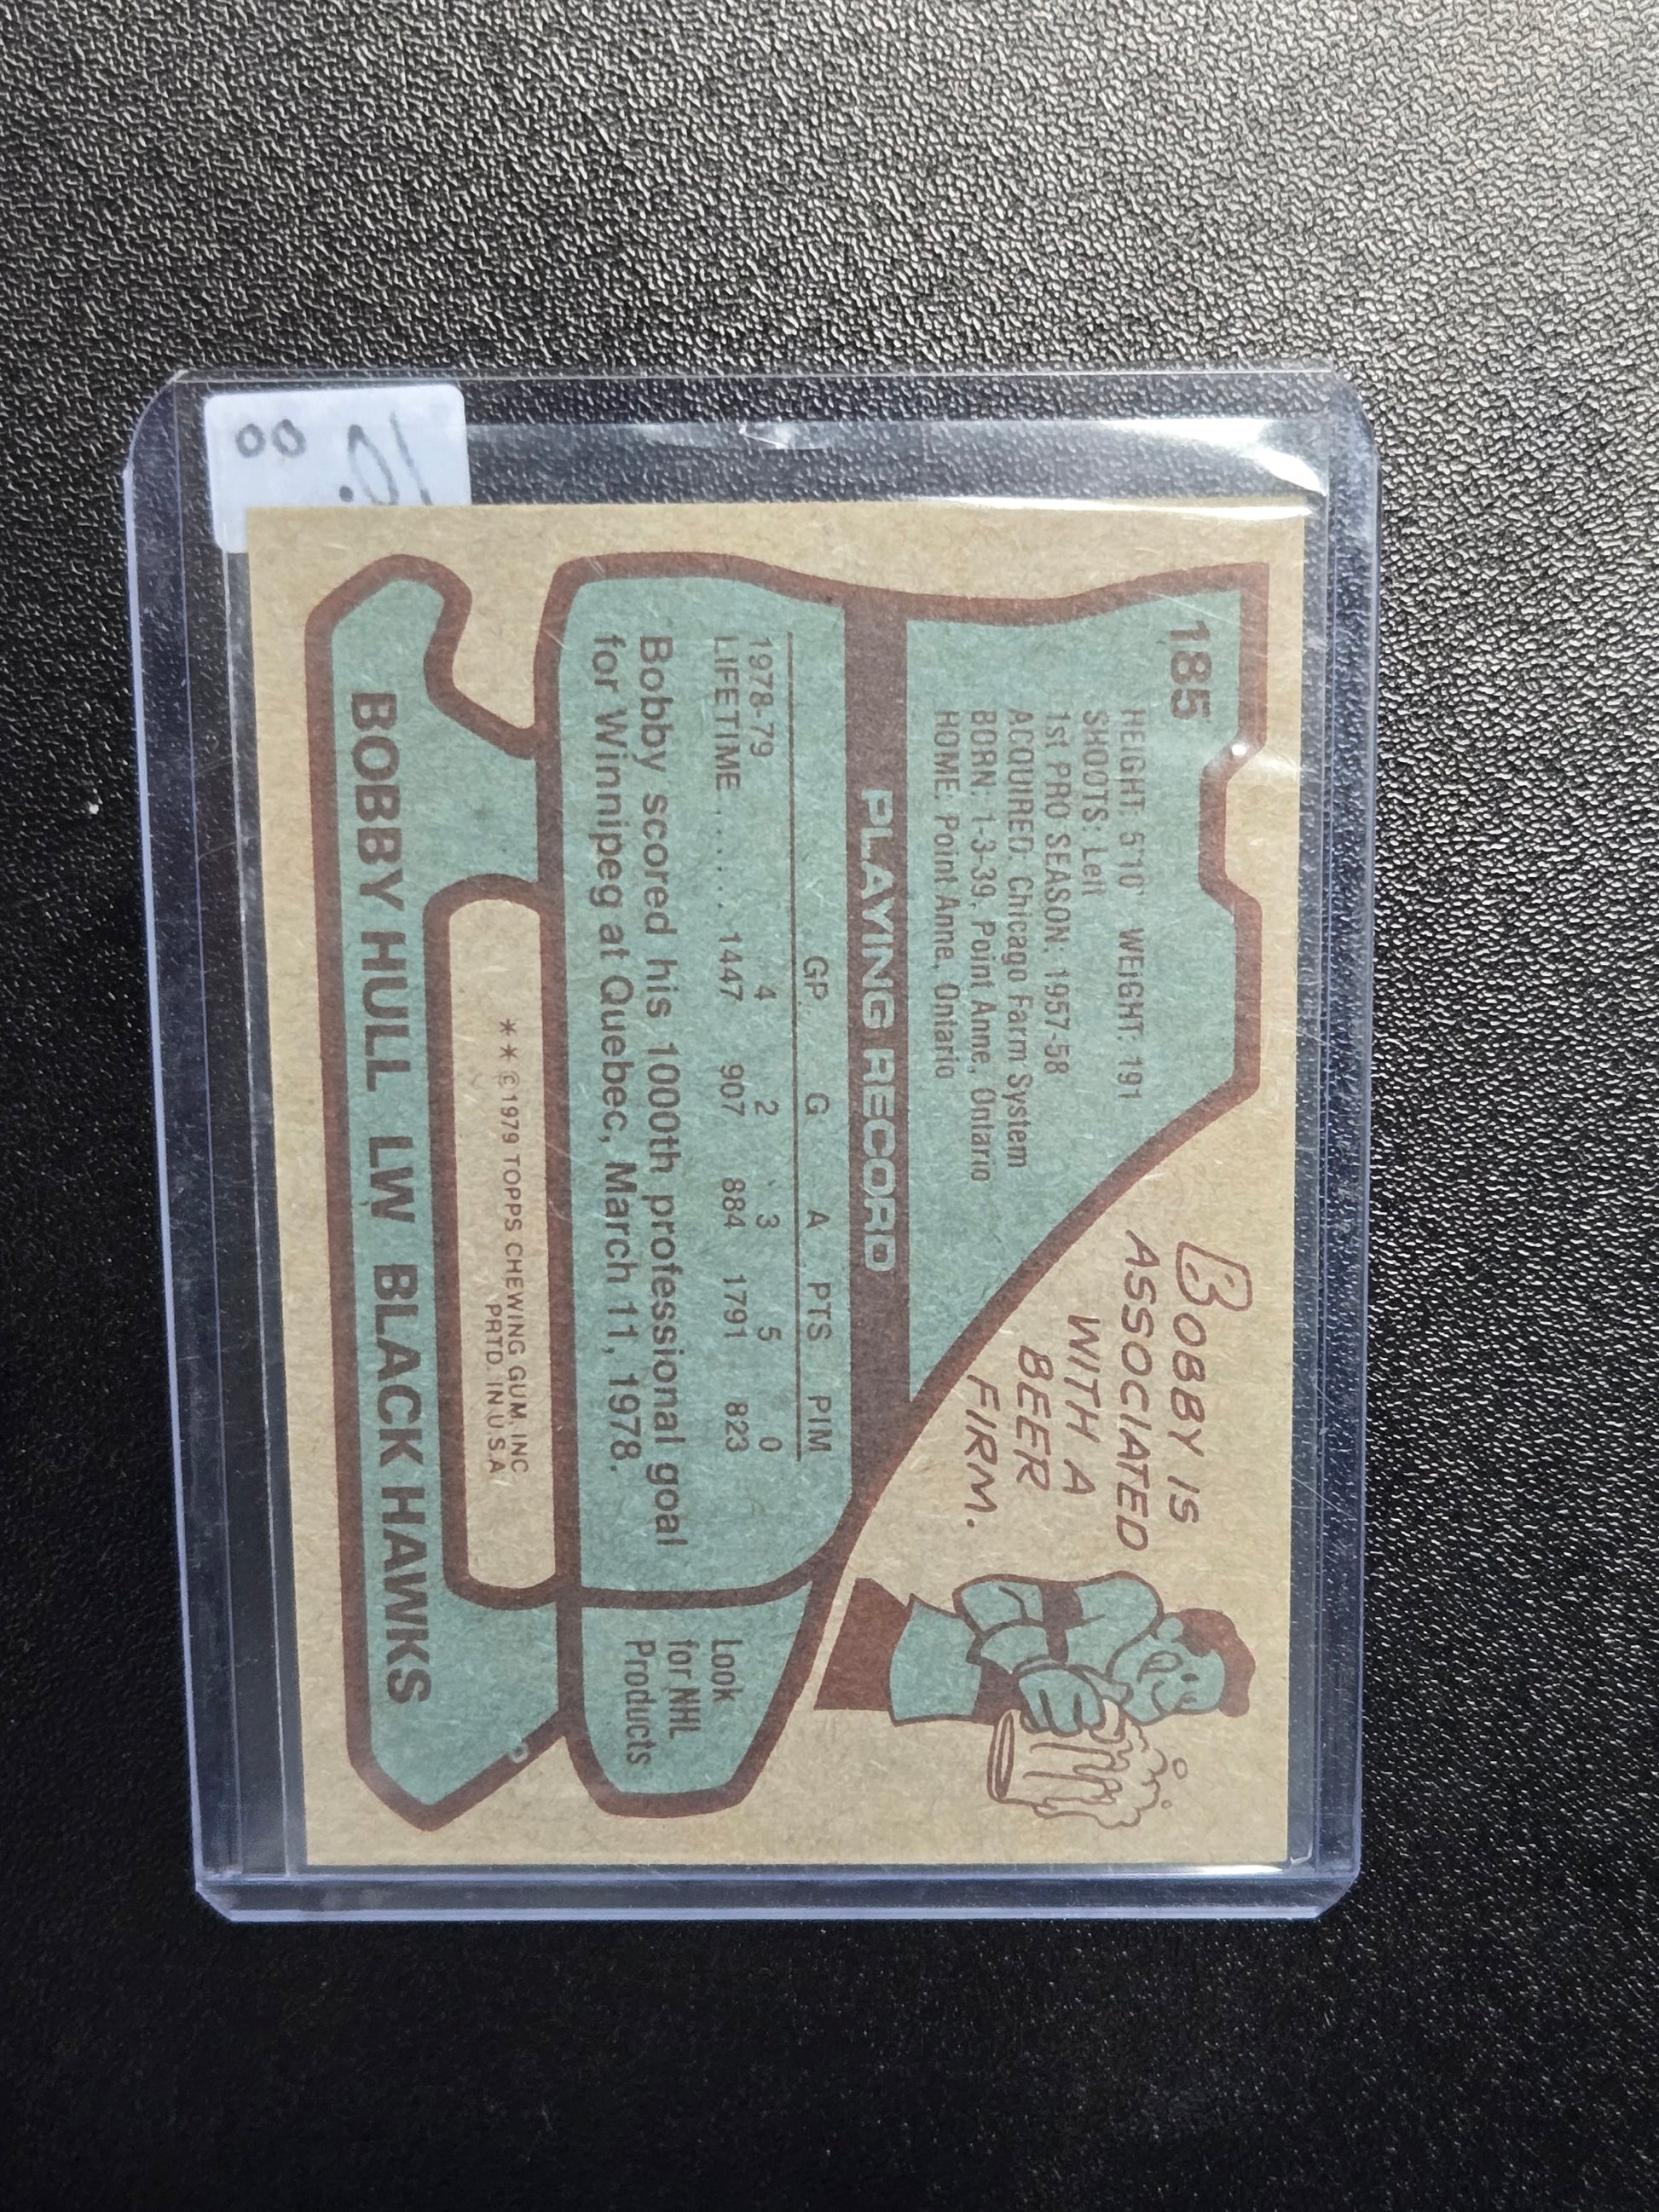 185
HEIGHT: 5'10" WEIGHT: 191
SHOOTS: Left
1st PRO SEASON: 1957-58
ACQUIRED: Chicago Farm System
BORN: 1-3-39, Point Anne, Ontario
HOME: Point Anne, Ontario
BOBBY IS
ASSOCIATED
WITH A
BEER
FIRM.
PLAYING RECORD
GP G A PTS PIM
1978-79 4 2 3 5 0
LIFETIME ...... 1447 907 884 1791 823
Bobby scored his 1000th professional goal
for Winnipeg at Quebec, March 11, 1978.
Look
for NHL
Products
**©1979 TOPPS CHEWING GUM, INC
PRTD. IN U.S.A.
BOBBY HULL LW BLACK HAWKS
10.00